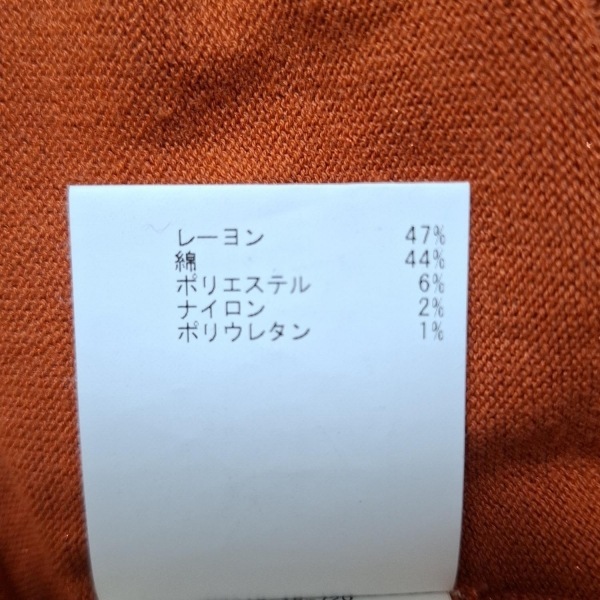 レーヨン 47%
綿 44%
ポリエステル 6%
ナイロン 2%
ポリウレタン 1%